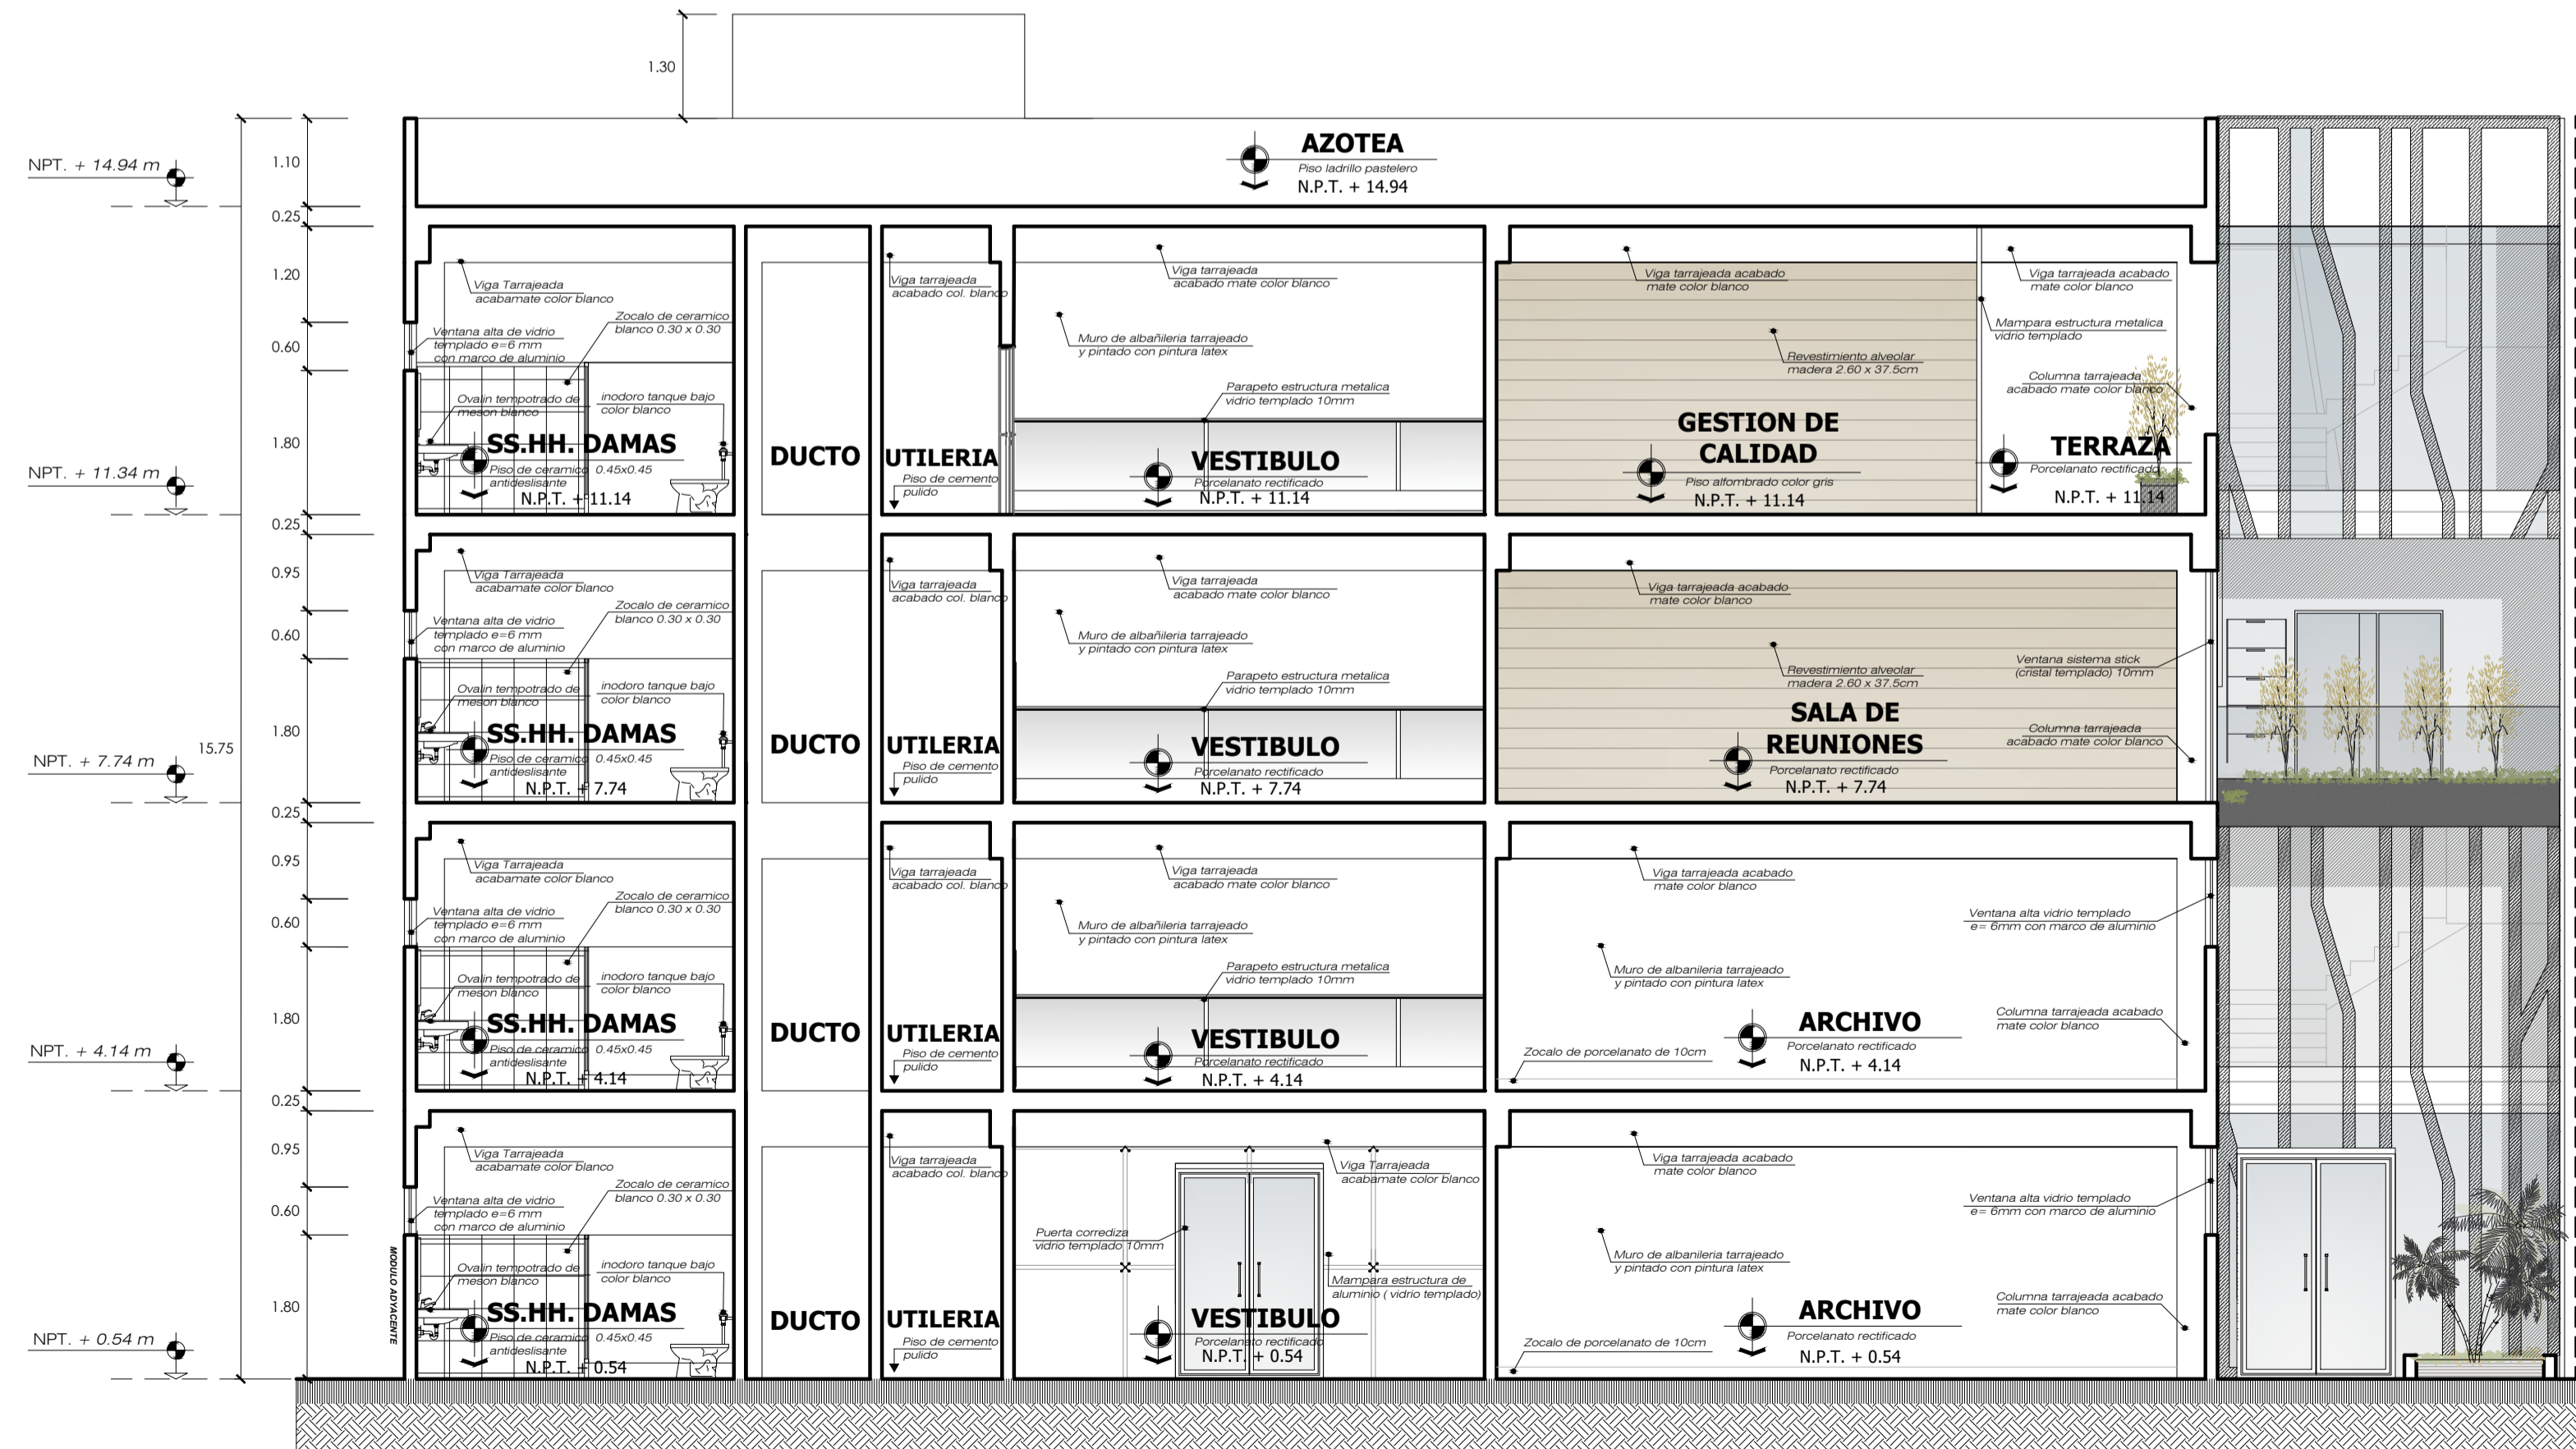 1.30
NPT. + 14.94 m
1.10
0.25
AZOTEA
Piso ladrillo pastelero
N.P.T. + 14.94
1.20
0.60
1.80
NPT. + 11.34 m
0.25
Viga Tarrajeada
acabamate color blanco
Zocalo de ceramico
blanco 0.30 x 0.30
Ventana alta de vidrio
templado e=6 mm
con marco de aluminio
Ovalin tempotrado de
meson blanco
inodoro tanque bajo
color blanco
SS.HH. DAMAS
Piso de ceramico 0.45x0.45
antideslisante
N.P.T. + 11.14
DUCTO
Viga tarrajeada
acabado col. blanco
UTILERIA
Piso de cemento
pulido
Viga tarrajeada
acabado mate color blanco
Muro de albañileria tarrajeado
y pintado con pintura latex
Parapeto estructura metalica
vidrio templado 10mm
VESTIBULO
Porcelanato rectificado
N.P.T. + 11.14
Viga tarrajeada acabado
mate color blanco
Revestimiento alveolar
madera 2.60 x 37.5cm
GESTION DE
CALIDAD
Piso alfombrado color gris
N.P.T. + 11.14
Viga tarrajeada acabado
mate color blanco
Mampara estructura metalica
vidrio templado
Columna tarrajeada
acabado mate color blanco
TERRAZA
Porcelanato rectificado
N.P.T. + 11.14
0.95
0.60
1.80
15.75
NPT. + 7.74 m
0.25
Viga Tarrajeada
acabamate color blanco
Zocalo de ceramico
blanco 0.30 x 0.30
Ventana alta de vidrio
templado e=6 mm
con marco de aluminio
Ovalin tempotrado de
meson blanco
inodoro tanque bajo
color blanco
SS.HH. DAMAS
Piso de ceramico 0.45x0.45
antideslisante
N.P.T. + 7.74
DUCTO
Viga tarrajeada
acabado col. blanco
UTILERIA
Piso de cemento
pulido
Viga tarrajeada
acabado mate color blanco
Muro de albañileria tarrajeado
y pintado con pintura latex
Parapeto estructura metalica
vidrio templado 10mm
VESTIBULO
Porcelanato rectificado
N.P.T. + 7.74
Viga tarrajeada acabado
mate color blanco
Revestimiento alveolar
madera 2.60 x 37.5cm
Ventana sistema stick
(cristal templado) 10mm
SALA DE
REUNIONES
Porcelanato rectificado
N.P.T. + 7.74
Columna tarrajeada
acabado mate color blanco
0.95
0.60
1.80
NPT. + 4.14 m
0.25
Viga Tarrajeada
acabamate color blanco
Zocalo de ceramico
blanco 0.30 x 0.30
Ventana alta de vidrio
templado e=6 mm
con marco de aluminio
Ovalin tempotrado de
meson blanco
inodoro tanque bajo
color blanco
SS.HH. DAMAS
Piso de ceramico 0.45x0.45
antideslisante
N.P.T. + 4.14
DUCTO
Viga tarrajeada
acabado col. blanco
UTILERIA
Piso de cemento
pulido
Viga tarrajeada
acabado mate color blanco
Muro de albañileria tarrajeado
y pintado con pintura latex
Parapeto estructura metalica
vidrio templado 10mm
VESTIBULO
Porcelanato rectificado
N.P.T. + 4.14
Viga tarrajeada acabado
mate color blanco
Ventana alta vidrio templado
e= 6mm con marco de aluminio
Muro de albanileria tarrajeado
y pintado con pintura latex
ARCHIVO
Porcelanato rectificado
N.P.T. + 4.14
Columna tarrajeada acabado
mate color blanco
Zocalo de porcelanato de 10cm
0.95
0.60
1.80
NPT. + 0.54 m
MODULO ADYACENTE
Viga Tarrajeada
acabamate color blanco
Zocalo de ceramico
blanco 0.30 x 0.30
Ventana alta de vidrio
templado e=6 mm
con marco de aluminio
Ovalin tempotrado de
meson blanco
inodoro tanque bajo
color blanco
SS.HH. DAMAS
Piso de ceramico 0.45x0.45
antideslisante
N.P.T. + 0.54
DUCTO
Viga tarrajeada
acabado col. blanco
UTILERIA
Piso de cemento
pulido
Viga Tarrajeada
acabamate color blanco
Puerta corrediza
vidrio templado 10mm
Mampara estructura de
aluminio ( vidrio templado)
VESTIBULO
Porcelanato rectificado
N.P.T. + 0.54
Viga tarrajeada acabado
mate color blanco
Ventana alta vidrio templado
e= 6mm con marco de aluminio
Muro de albanileria tarrajeado
y pintado con pintura latex
ARCHIVO
Porcelanato rectificado
N.P.T. + 0.54
Columna tarrajeada acabado
mate color blanco
Zocalo de porcelanato de 10cm